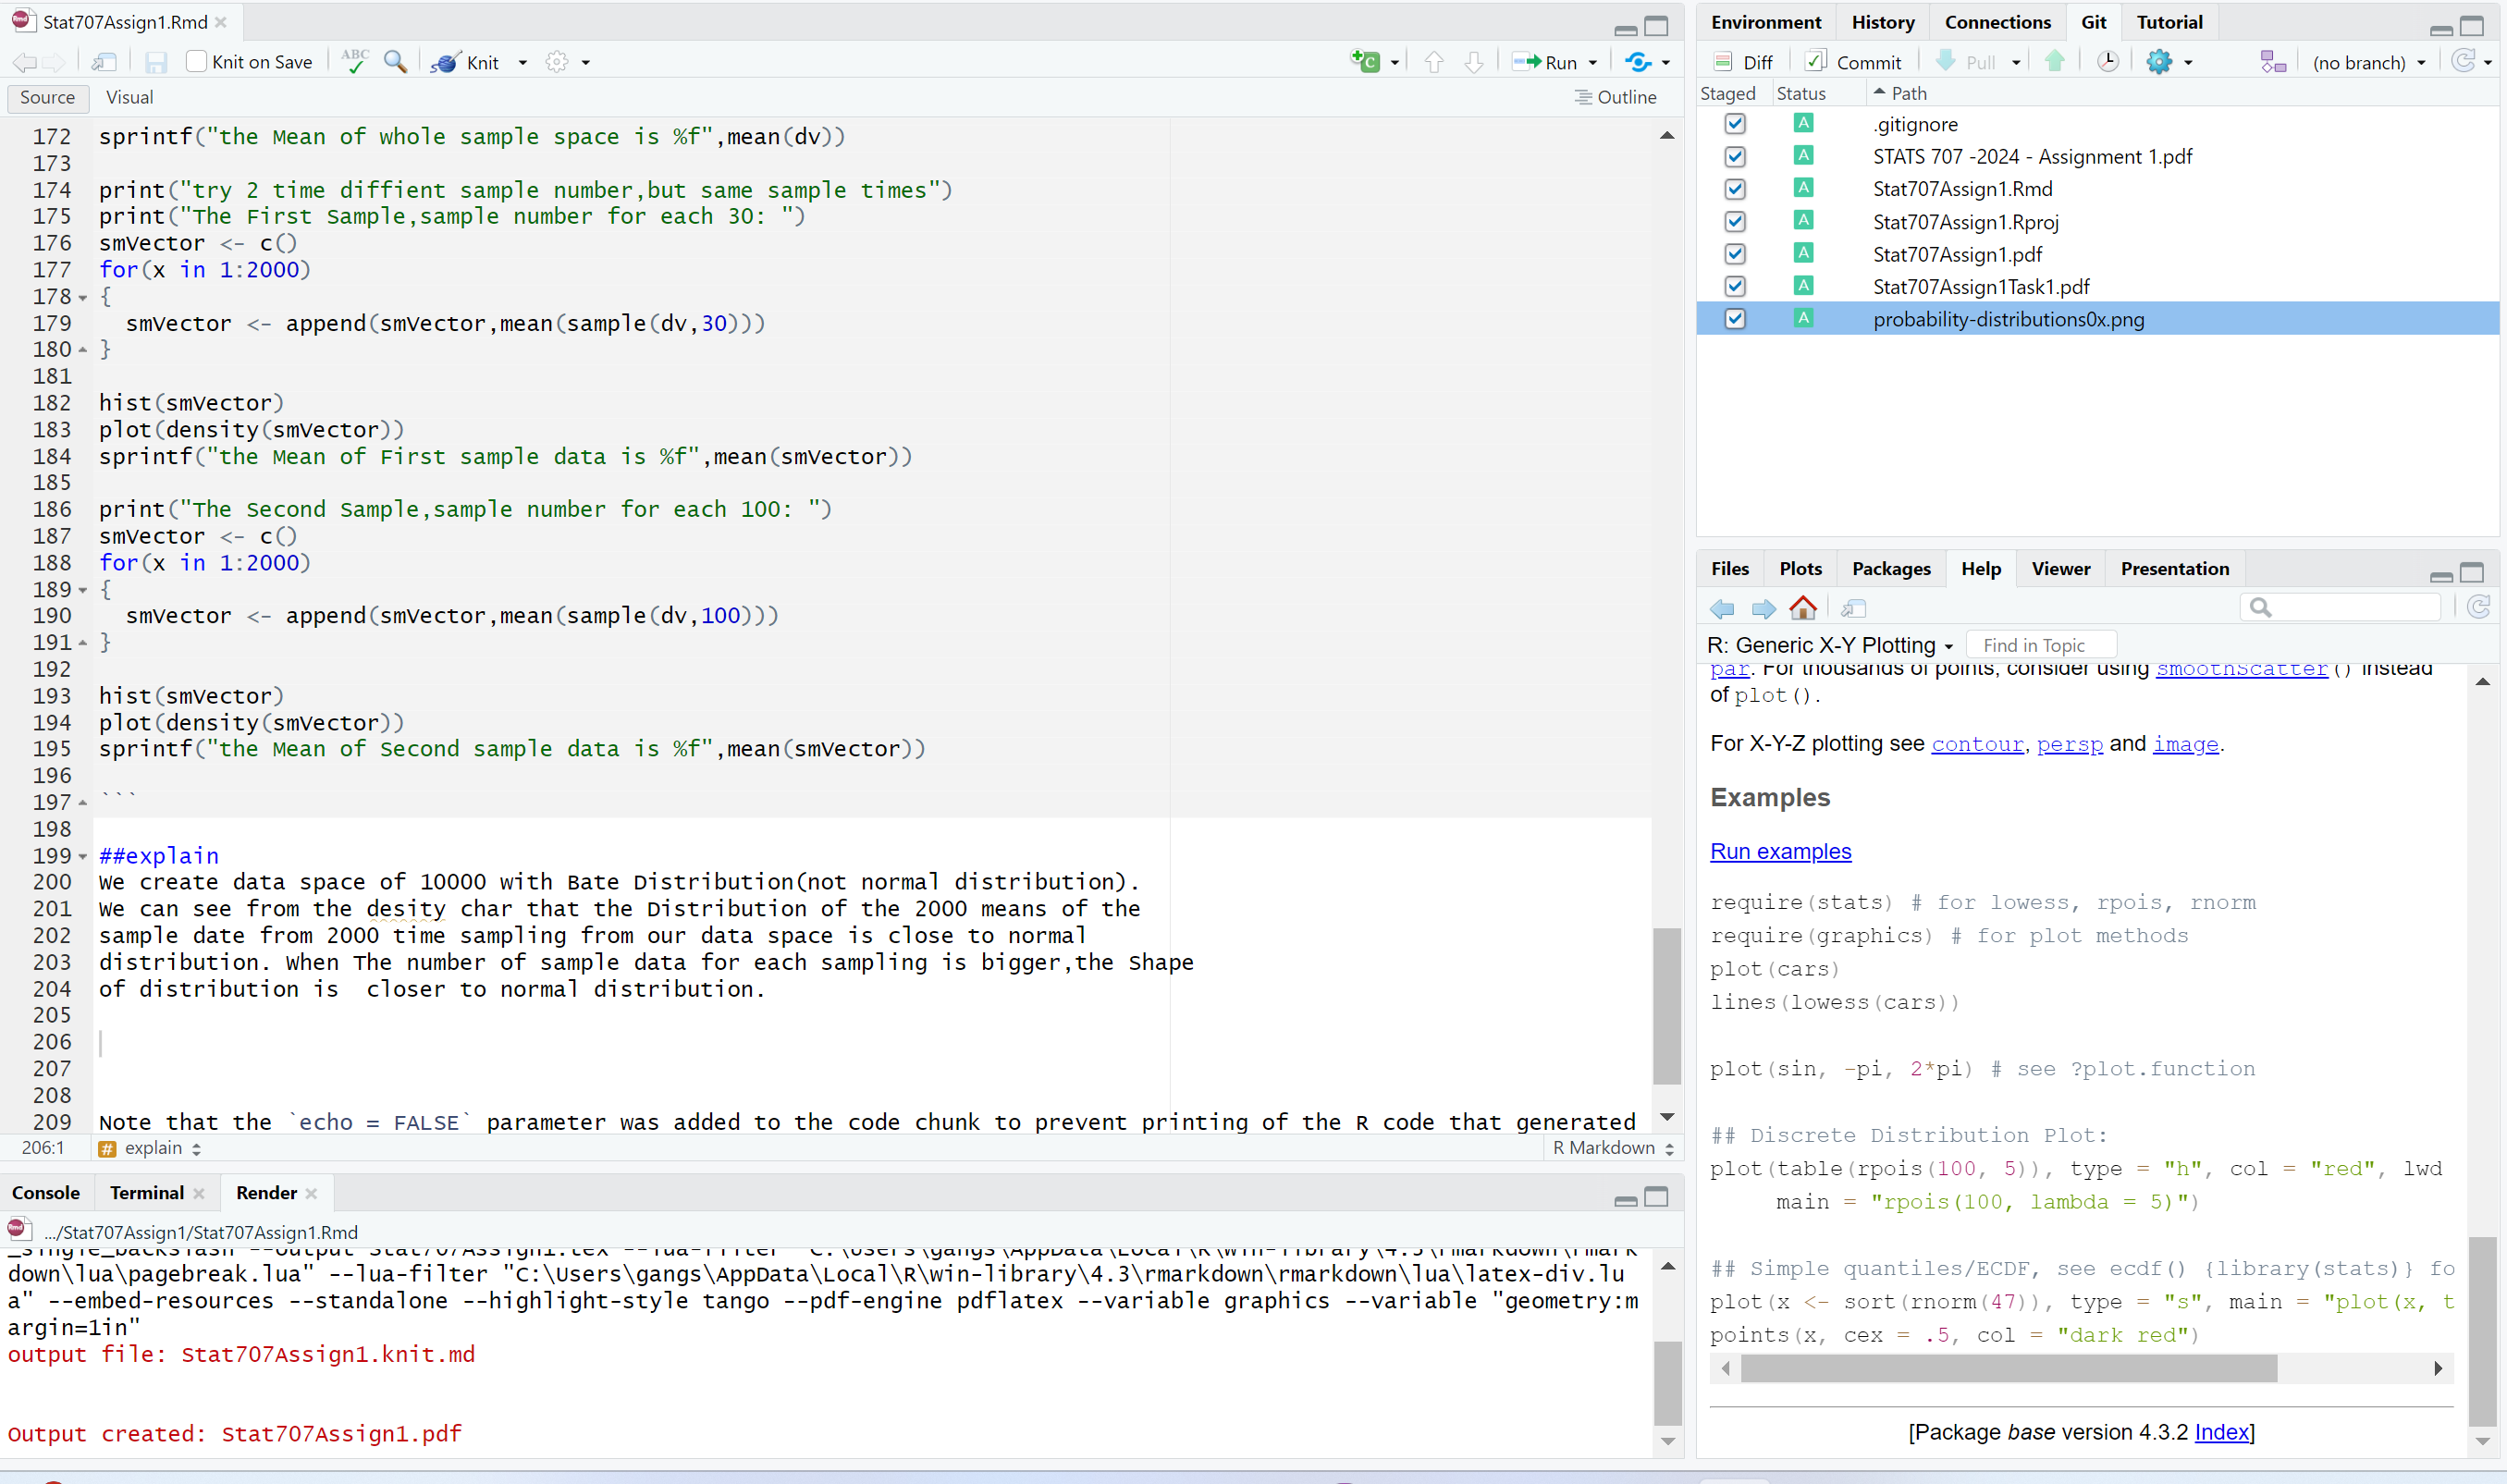 Stat707Assign1.Rmd
Knit on Save
ABC
Knit
Run
Source
Visual
Outline
172 sprintf("the Mean of whole sample space is %f",mean(dv))
173
174 print("try 2 time diffient sample number,but same sample times")
175 print("The First Sample,sample number for each 30: ")
176 smVector <- c()
177 for(x in 1:2000)
178 {
179   smVector <- append(smVector,mean(sample(dv,30)))
180 }
181
182 hist(smVector)
183 plot(density(smVector))
184 sprintf("the Mean of First sample data is %f",mean(smVector))
185
186 print("The Second Sample,sample number for each 100: ")
187 smVector <- c()
188 for(x in 1:2000)
189 {
190   smVector <- append(smVector,mean(sample(dv,100)))
191 }
192
193 hist(smVector)
194 plot(density(smVector))
195 sprintf("the Mean of Second sample data is %f",mean(smVector))
196
197 ```
198
199 ##explain
200 We create data space of 10000 with Bate Distribution(not normal distribution).
201 We can see from the desity char that the Distribution of the 2000 means of the
202 sample date from 2000 time sampling from our data space is close to normal
203 distribution. When The number of sample data for each sampling is bigger,the Shape
204 of distribution is  closer to normal distribution.
205
206
207
208
209 Note that the `echo = FALSE` parameter was added to the code chunk to prevent printing of the R code that generated
206:1
# explain
R Markdown
Console
Terminal
Render
.../Stat707Assign1/Stat707Assign1.Rmd
_single_backslash --output Stat707Assign1.tex --lua-filter "C:\Users\gangs\AppData\Local\R\win-library\4.3\rmarkdown\rmark
down\lua\pagebreak.lua" --lua-filter "C:\Users\gangs\AppData\Local\R\win-library\4.3\rmarkdown\rmarkdown\lua\latex-div.lu
a" --embed-resources --standalone --highlight-style tango --pdf-engine pdflatex --variable graphics --variable "geometry:m
argin=1in"
output file: Stat707Assign1.knit.md
Output created: Stat707Assign1.pdf
Environment
History
Connections
Git
Tutorial
Diff
Commit
Pull
(no branch)
Staged
Status
Path
A .gitignore
A STATS 707 -2024 - Assignment 1.pdf
A Stat707Assign1.Rmd
A Stat707Assign1.Rproj
A Stat707Assign1.pdf
A Stat707Assign1Task1.pdf
A probability-distributions0x.png
Files
Plots
Packages
Help
Viewer
Presentation
R: Generic X-Y Plotting
Find in Topic
par. For thousands of points, consider using smoothScatter() instead
of plot().
For X-Y-Z plotting see contour, persp and image.
Examples
Run examples
require(stats) # for lowess, rpois, rnorm
require(graphics) # for plot methods
plot(cars)
lines(lowess(cars))
plot(sin, -pi, 2*pi) # see ?plot.function
## Discrete Distribution Plot:
plot(table(rpois(100, 5)), type = "h", col = "red", lwd
     main = "rpois(100, lambda = 5)")
## Simple quantiles/ECDF, see ecdf() {library(stats)} fo
plot(x <- sort(rnorm(47)), type = "s", main = "plot(x, t
points(x, cex = .5, col = "dark red")
[Package base version 4.3.2 Index]